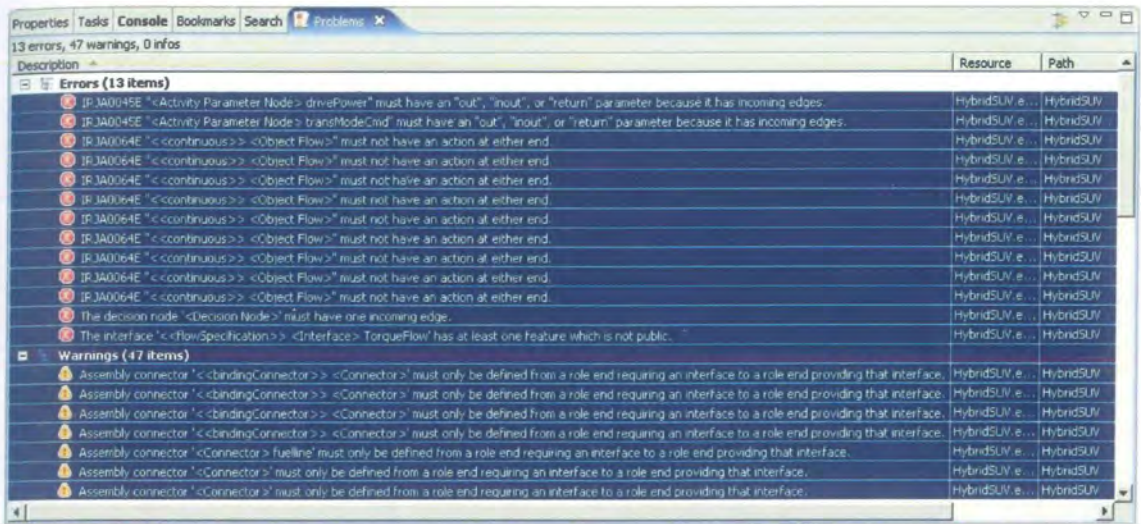 Properties Tasks Console Bookmarks Search Problems
13 errors, 47 warnings, 0 infos
Description Resource Path
Errors (13 items)
IRJA0045E "<Activity Parameter Node> drivePower" must have an "out", "inout", or "return" parameter because it has incoming edges. HybridSUV.e... HybridSUV
IRJA0045E "<Activity Parameter Node> transModeCmd" must have an "out", "inout", or "return" parameter because it has incoming edges. HybridSUV.e... HybridSUV
IRJA0064E "<<continuous>> <Object Flow>" must not have an action at either end. HybridSUV.e... HybridSUV
IRJA0064E "<<continuous>> <Object Flow>" must not have an action at either end. HybridSUV.e... HybridSUV
IRJA0064E "<<continuous>> <Object Flow>" must not have an action at either end. HybridSUV.e... HybridSUV
IRJA0064E "<<continuous>> <Object Flow>" must not have an action at either end. HybridSUV.e... HybridSUV
IRJA0064E "<<continuous>> <Object Flow>" must not have an action at either end. HybridSUV.e... HybridSUV
IRJA0064E "<<continuous>> <Object Flow>" must not have an action at either end. HybridSUV.e... HybridSUV
IRJA0064E "<<continuous>> <Object Flow>" must not have an action at either end. HybridSUV.e... HybridSUV
IRJA0064E "<<continuous>> <Object Flow>" must not have an action at either end. HybridSUV.e... HybridSUV
IRJA0064E "<<continuous>> <Object Flow>" must not have an action at either end. HybridSUV.e... HybridSUV
The decision node '<Decision Node>' must have one incoming edge. HybridSUV.e... HybridSUV
The interface '<<flowSpecification>> <Interface> TorqueFlow' has at least one feature which is not public. HybridSUV.e... HybridSUV
Warnings (47 items)
Assembly connector '<<bindingConnector>> <Connector>' must only be defined from a role end requiring an interface to a role end providing that interface. HybridSUV.e... HybridSUV
Assembly connector '<<bindingConnector>> <Connector>' must only be defined from a role end requiring an interface to a role end providing that interface. HybridSUV.e... HybridSUV
Assembly connector '<<bindingConnector>> <Connector>' must only be defined from a role end requiring an interface to a role end providing that interface. HybridSUV.e... HybridSUV
Assembly connector '<<bindingConnector>> <Connector>' must only be defined from a role end requiring an interface to a role end providing that interface. HybridSUV.e... HybridSUV
Assembly connector '<Connector> fuelline' must only be defined from a role end requiring an interface to a role end providing that interface. HybridSUV.e... HybridSUV
Assembly connector '<Connector>' must only be defined from a role end requiring an interface to a role end providing that interface. HybridSUV.e... HybridSUV
Assembly connector '<Connector>' must only be defined from a role end requiring an interface to a role end providing that interface. HybridSUV.e... HybridSUV